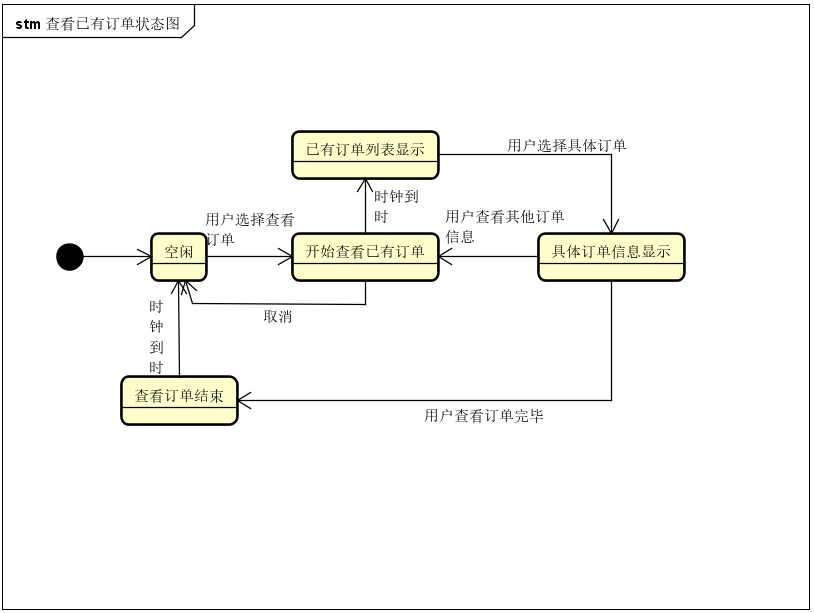 stm 查看已有订单状态图
已有订单列表显示
用户选择具体订单
时钟到
时
用户选择查看
订单
用户查看其他订单
信息
空闲
开始查看已有订单
具体订单信息显示
取消
时
钟
到
时
查看订单结束
用户查看订单完毕